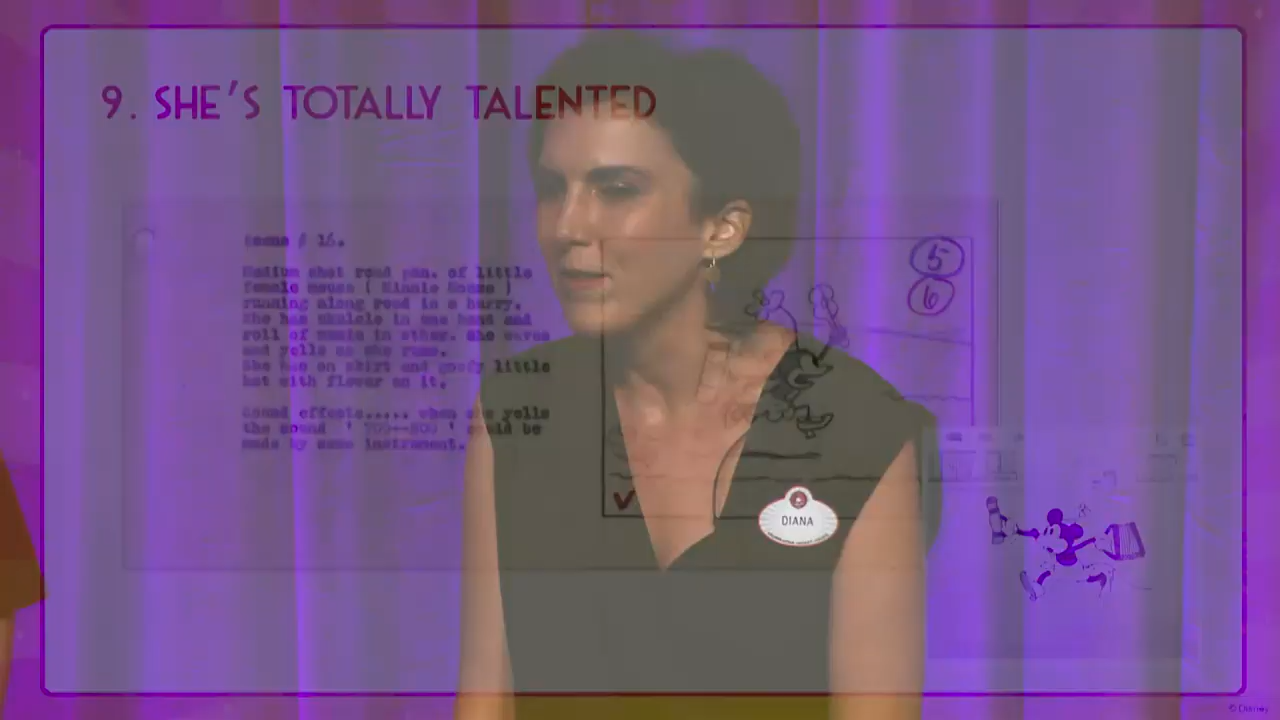 9. SHE'S TOTALLY TALENTED
Scene # 16.
Medium shot road pan. of little
female mouse ( Minnie Mouse )
running along road in a hurry.
She has ukulele in one hand and
roll of music in other. She waves
and yells as she runs.
She has on skirt and goofy little
hat with flower on it.
Sound effects..... when she yells
the sound ' YOO--HOO ' could be
made by some instrument.
5
6
DIANA
© Disney